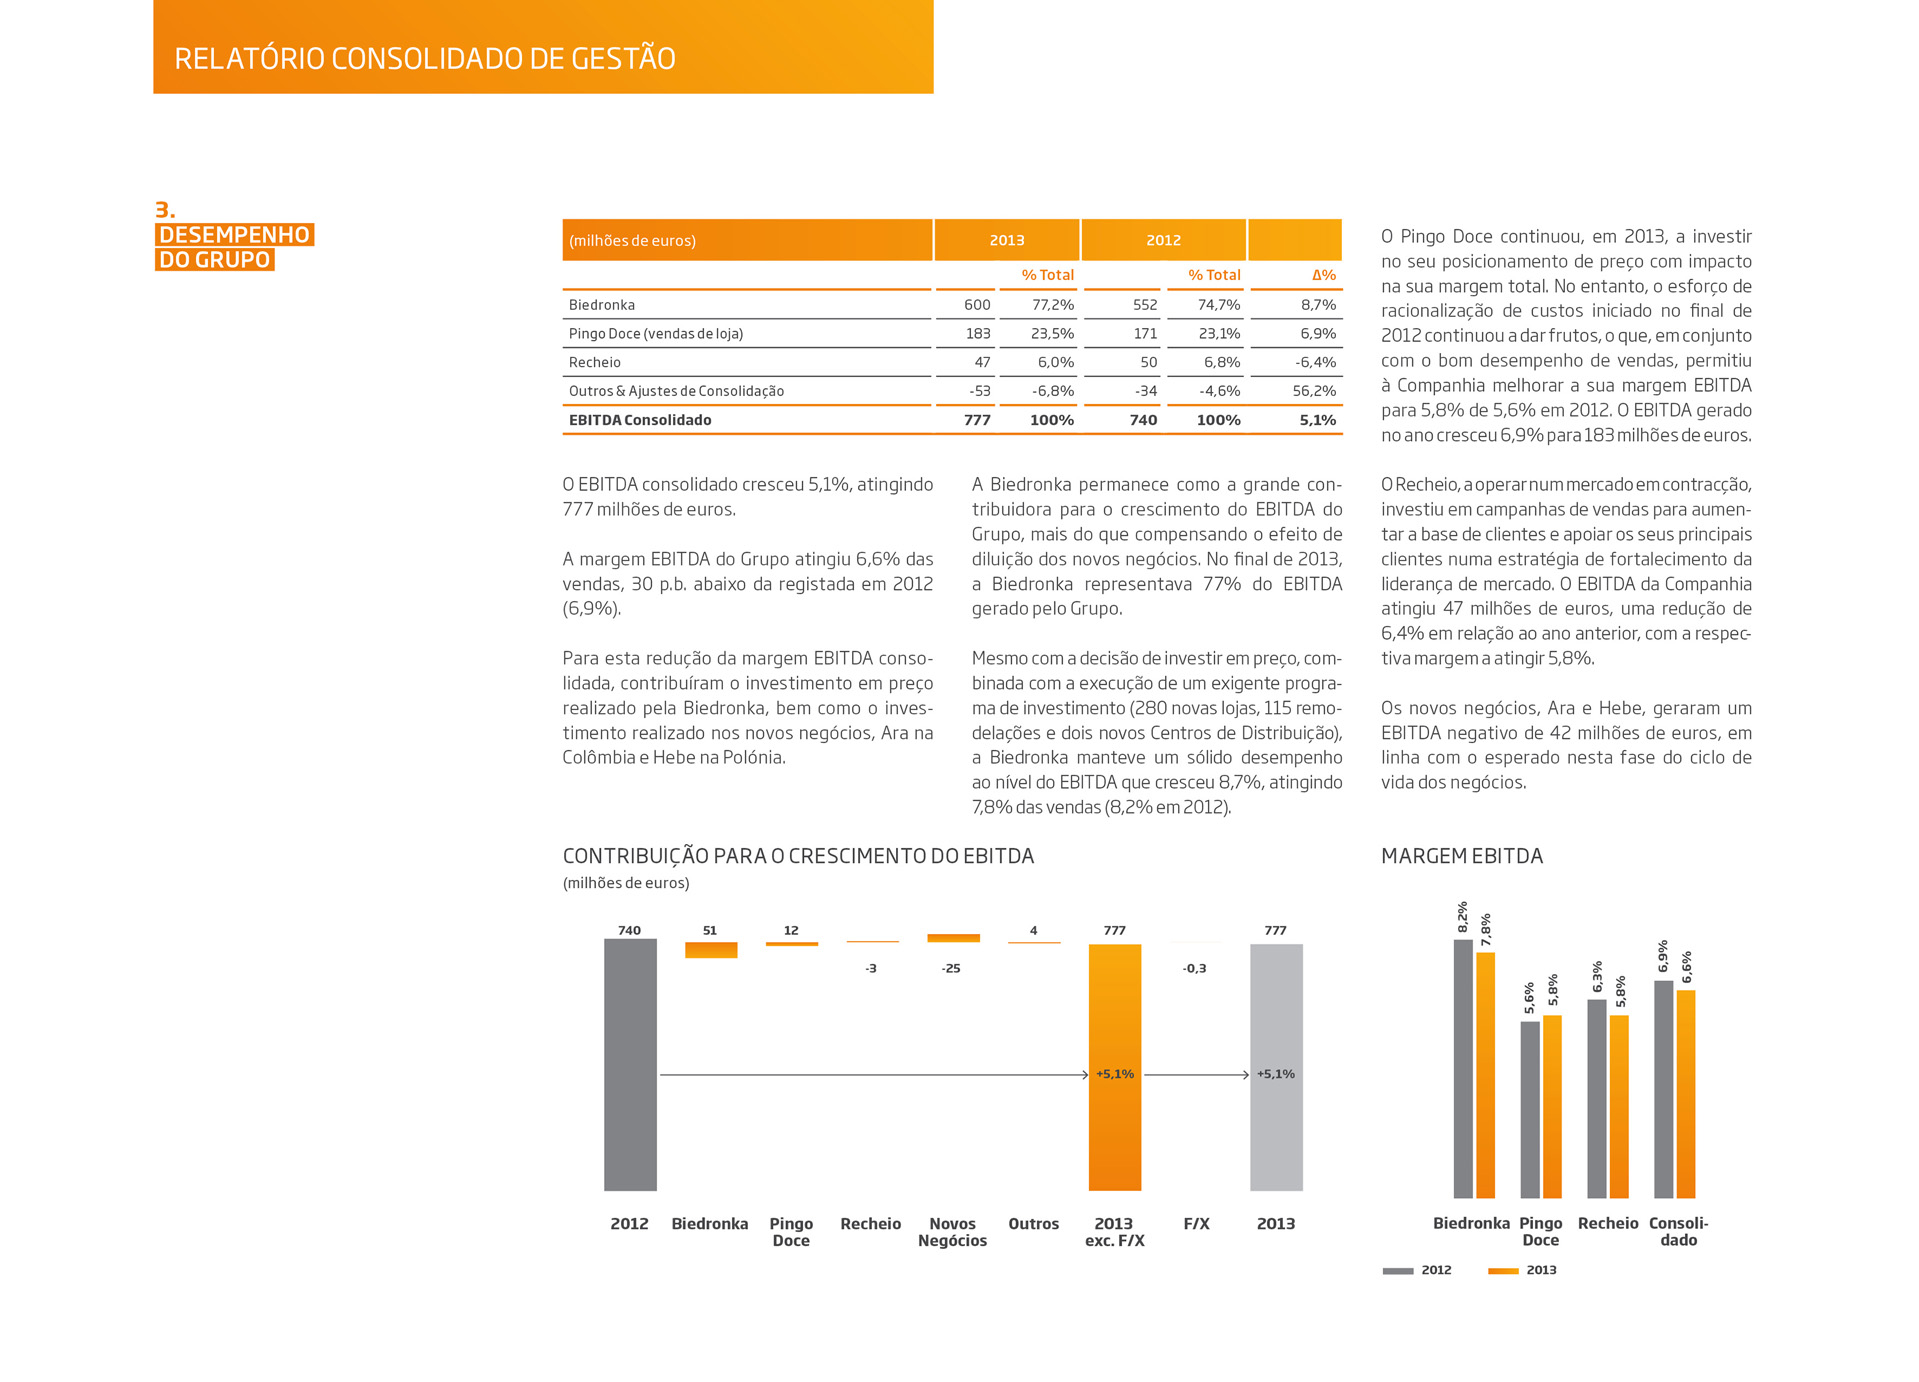 RELATÓRIO CONSOLIDADO DE GESTÃO
3.
DESEMPENHO
DO GRUPO
(milhões de euros) 2013 2012
% Total % Total Δ%
Biedronka 600 77,2% 552 74,7% 8,7%
Pingo Doce (vendas de loja) 183 23,5% 171 23,1% 6,9%
Recheio 47 6,0% 50 6,8% -6,4%
Outros & Ajustes de Consolidação -53 -6,8% -34 -4,6% 56,2%
EBITDA Consolidado 777 100% 740 100% 5,1%
O EBITDA consolidado cresceu 5,1%, atingindo
777 milhões de euros.
A margem EBITDA do Grupo atingiu 6,6% das
vendas, 30 p.b. abaixo da registada em 2012
(6,9%).
Para esta redução da margem EBITDA conso-
lidada, contribuíram o investimento em preço
realizado pela Biedronka, bem como o inves-
timento realizado nos novos negócios, Ara na
Colômbia e Hebe na Polónia.
A Biedronka permanece como a grande con-
tribuidora para o crescimento do EBITDA do
Grupo, mais do que compensando o efeito de
diluição dos novos negócios. No final de 2013,
a Biedronka representava 77% do EBITDA
gerado pelo Grupo.
Mesmo com a decisão de investir em preço, com-
binada com a execução de um exigente progra-
ma de investimento (280 novas lojas, 115 remo-
delações e dois novos Centros de Distribuição),
a Biedronka manteve um sólido desempenho
ao nível do EBITDA que cresceu 8,7%, atingindo
7,8% das vendas (8,2% em 2012).
O Pingo Doce continuou, em 2013, a investir
no seu posicionamento de preço com impacto
na sua margem total. No entanto, o esforço de
racionalização de custos iniciado no final de
2012 continuou a dar frutos, o que, em conjunto
com o bom desempenho de vendas, permitiu
à Companhia melhorar a sua margem EBITDA
para 5,8% de 5,6% em 2012. O EBITDA gerado
no ano cresceu 6,9% para 183 milhões de euros.
O Recheio, a operar num mercado em contracção,
investiu em campanhas de vendas para aumen-
tar a base de clientes e apoiar os seus principais
clientes numa estratégia de fortalecimento da
liderança de mercado. O EBITDA da Companhia
atingiu 47 milhões de euros, uma redução de
6,4% em relação ao ano anterior, com a respec-
tiva margem a atingir 5,8%.
Os novos negócios, Ara e Hebe, geraram um
EBITDA negativo de 42 milhões de euros, em
linha com o esperado nesta fase do ciclo de
vida dos negócios.
CONTRIBUIÇÃO PARA O CRESCIMENTO DO EBITDA
(milhões de euros)
740 51 12 4 777 777
-3 -25 -0,3
+5,1% +5,1%
2012 Biedronka Pingo Recheio Novos Outros 2013 F/X 2013
Doce Negócios exc. F/X
MARGEM EBITDA
8,2% 7,8% 5,6% 5,8% 6,3% 5,8% 6,9% 6,6%
Biedronka Pingo Recheio Consoli-
Doce dado
2012 2013